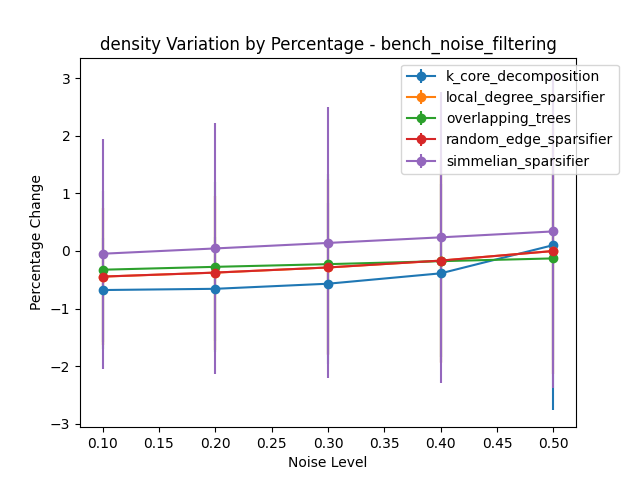 density Variation by Percentage - bench_noise_filtering
k_core_decomposition
local_degree_sparsifier
overlapping_trees
random_edge_sparsifier
simmelian_sparsifier
Percentage Change
3
2
1
0
−1
−2
−3
0.10 0.15 0.20 0.25 0.30 0.35 0.40 0.45 0.50
Noise Level